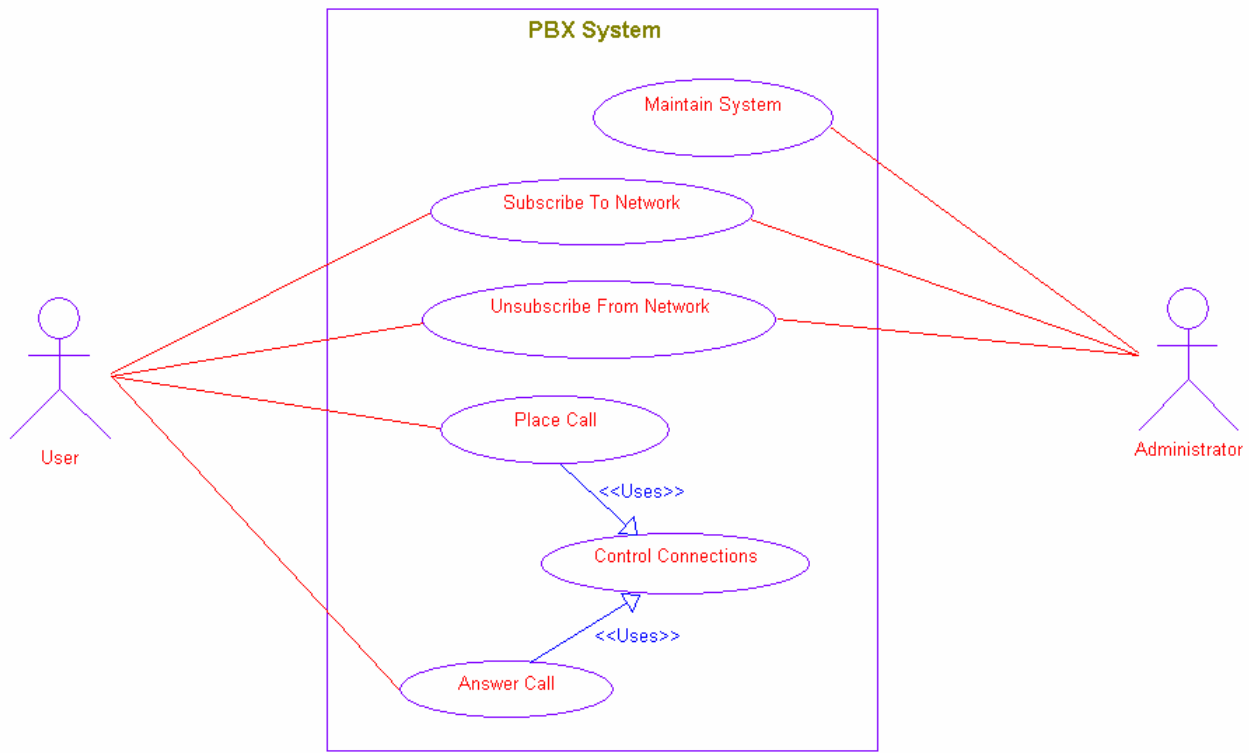 PBX System
Maintain System
Subscribe To Network
Unsubscribe From Network
Place Call
User
Administrator
<<Uses>>
Control Connections
<<Uses>>
Answer Call